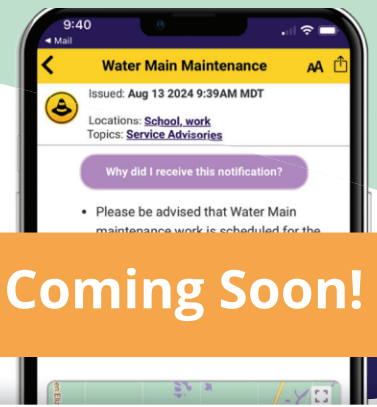 9:40
◀ Mail
Water Main Maintenance
AA
Issued: Aug 13 2024 9:39AM MDT
Locations: School, work
Topics: Service Advisories
Why did I receive this notification?
• Please be advised that Water Main
maintenance work is scheduled for the
Coming Soon!